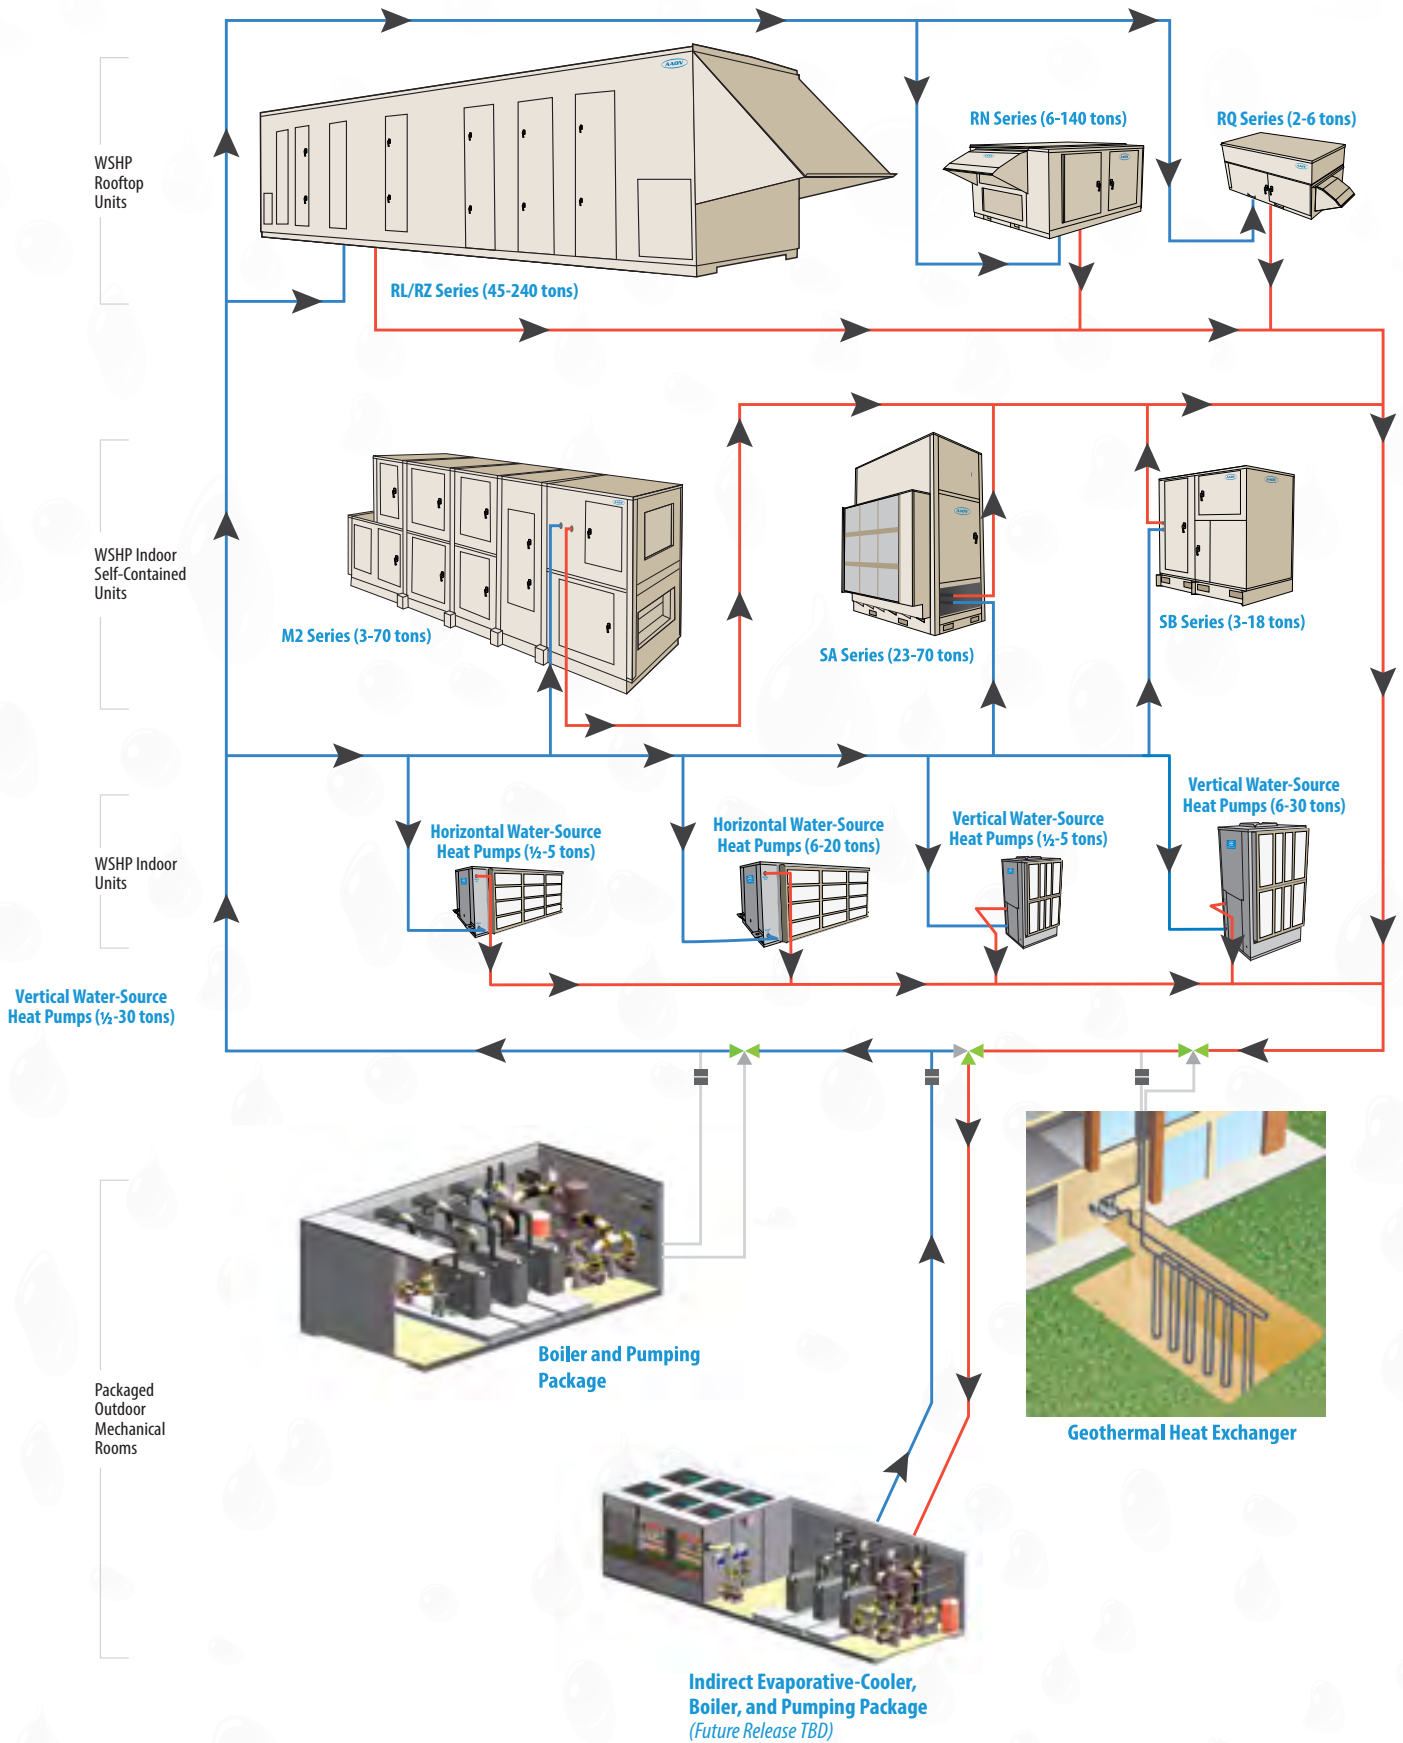 AAON
RN Series (6-140 tons)
RQ Series (2-6 tons)
WSHP
Rooftop
Units
RL/RZ Series (45-240 tons)
WSHP Indoor
Self-Contained
Units
M2 Series (3-70 tons)
SA Series (23-70 tons)
SB Series (3-18 tons)
WSHP Indoor
Units
Horizontal Water-Source
Heat Pumps (½-5 tons)
Horizontal Water-Source
Heat Pumps (6-20 tons)
Vertical Water-Source
Heat Pumps (½-5 tons)
Vertical Water-Source
Heat Pumps (6-30 tons)
Vertical Water-Source
Heat Pumps (½-30 tons)
Packaged
Outdoor
Mechanical
Rooms
Boiler and Pumping
Package
Geothermal Heat Exchanger
Indirect Evaporative-Cooler,
Boiler, and Pumping Package
(Future Release TBD)